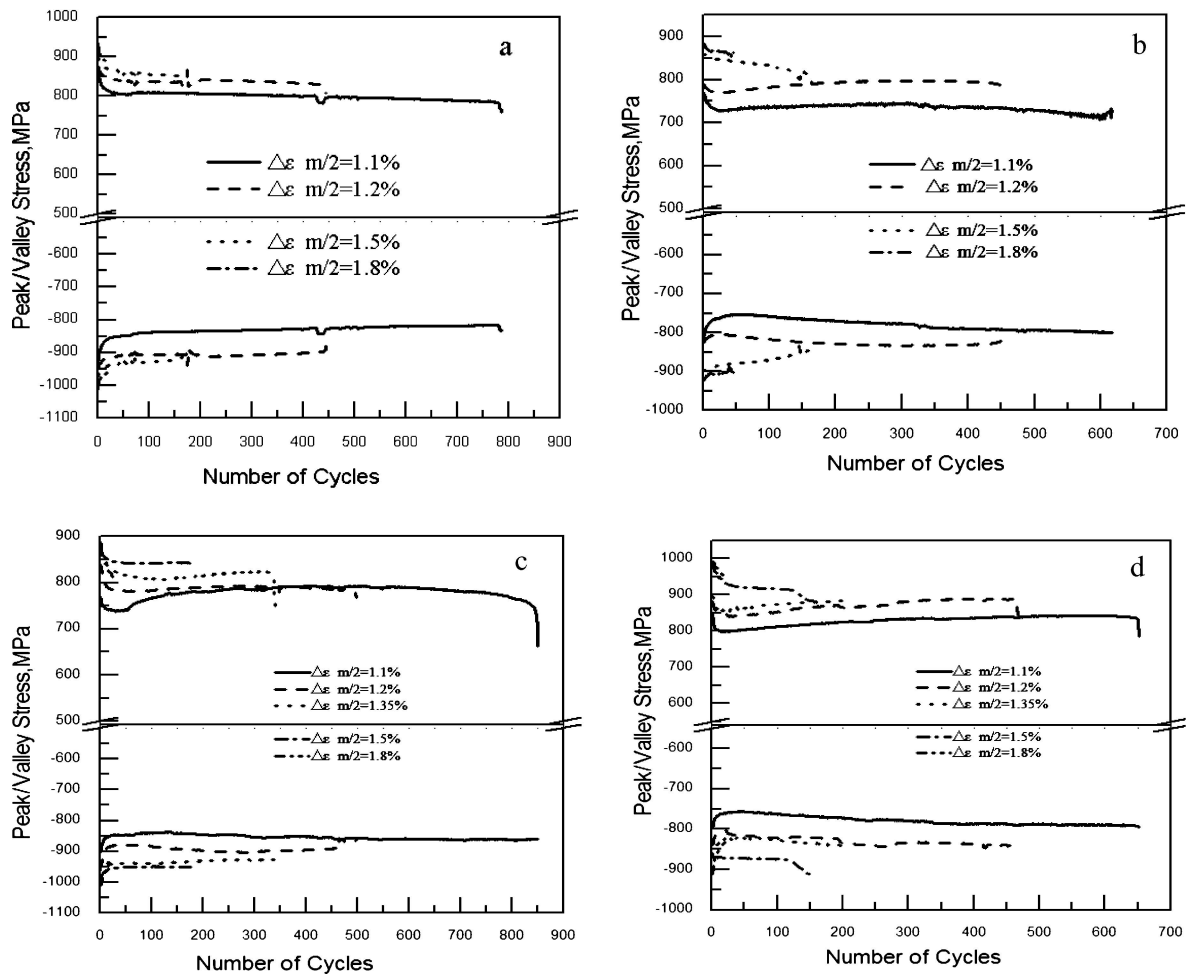 a
1000
900
800
700
600
500
-600
-700
-800
-900
-1000
-1100
Peak/Valley Stress,MPa
△ε m/2=1.1%
△ε m/2=1.2%
△ε m/2=1.5%
△ε m/2=1.8%
0 100 200 300 400 500 600 700 800 900
Number of Cycles
b
900
800
700
600
500
-600
-700
-800
-900
-1000
Peak/Valley Stress,MPa
△ε m/2=1.1%
△ε m/2=1.2%
△ε m/2=1.5%
△ε m/2=1.8%
0 100 200 300 400 500 600 700
Number of Cycles
c
900
800
700
600
500
-600
-700
-800
-900
-1000
-1100
Peak/Valley Stress,MPa
△ε m/2=1.1%
△ε m/2=1.2%
△ε m/2=1.35%
△ε m/2=1.5%
△ε m/2=1.8%
0 100 200 300 400 500 600 700 800 900
Number of Cycles
d
1000
900
800
700
600
-600
-700
-800
-900
-1000
Peak/Valley Stress,MPa
△ε m/2=1.1%
△ε m/2=1.2%
△ε m/2=1.35%
△ε m/2=1.5%
△ε m/2=1.8%
0 100 200 300 400 500 600 700
Number of Cycles